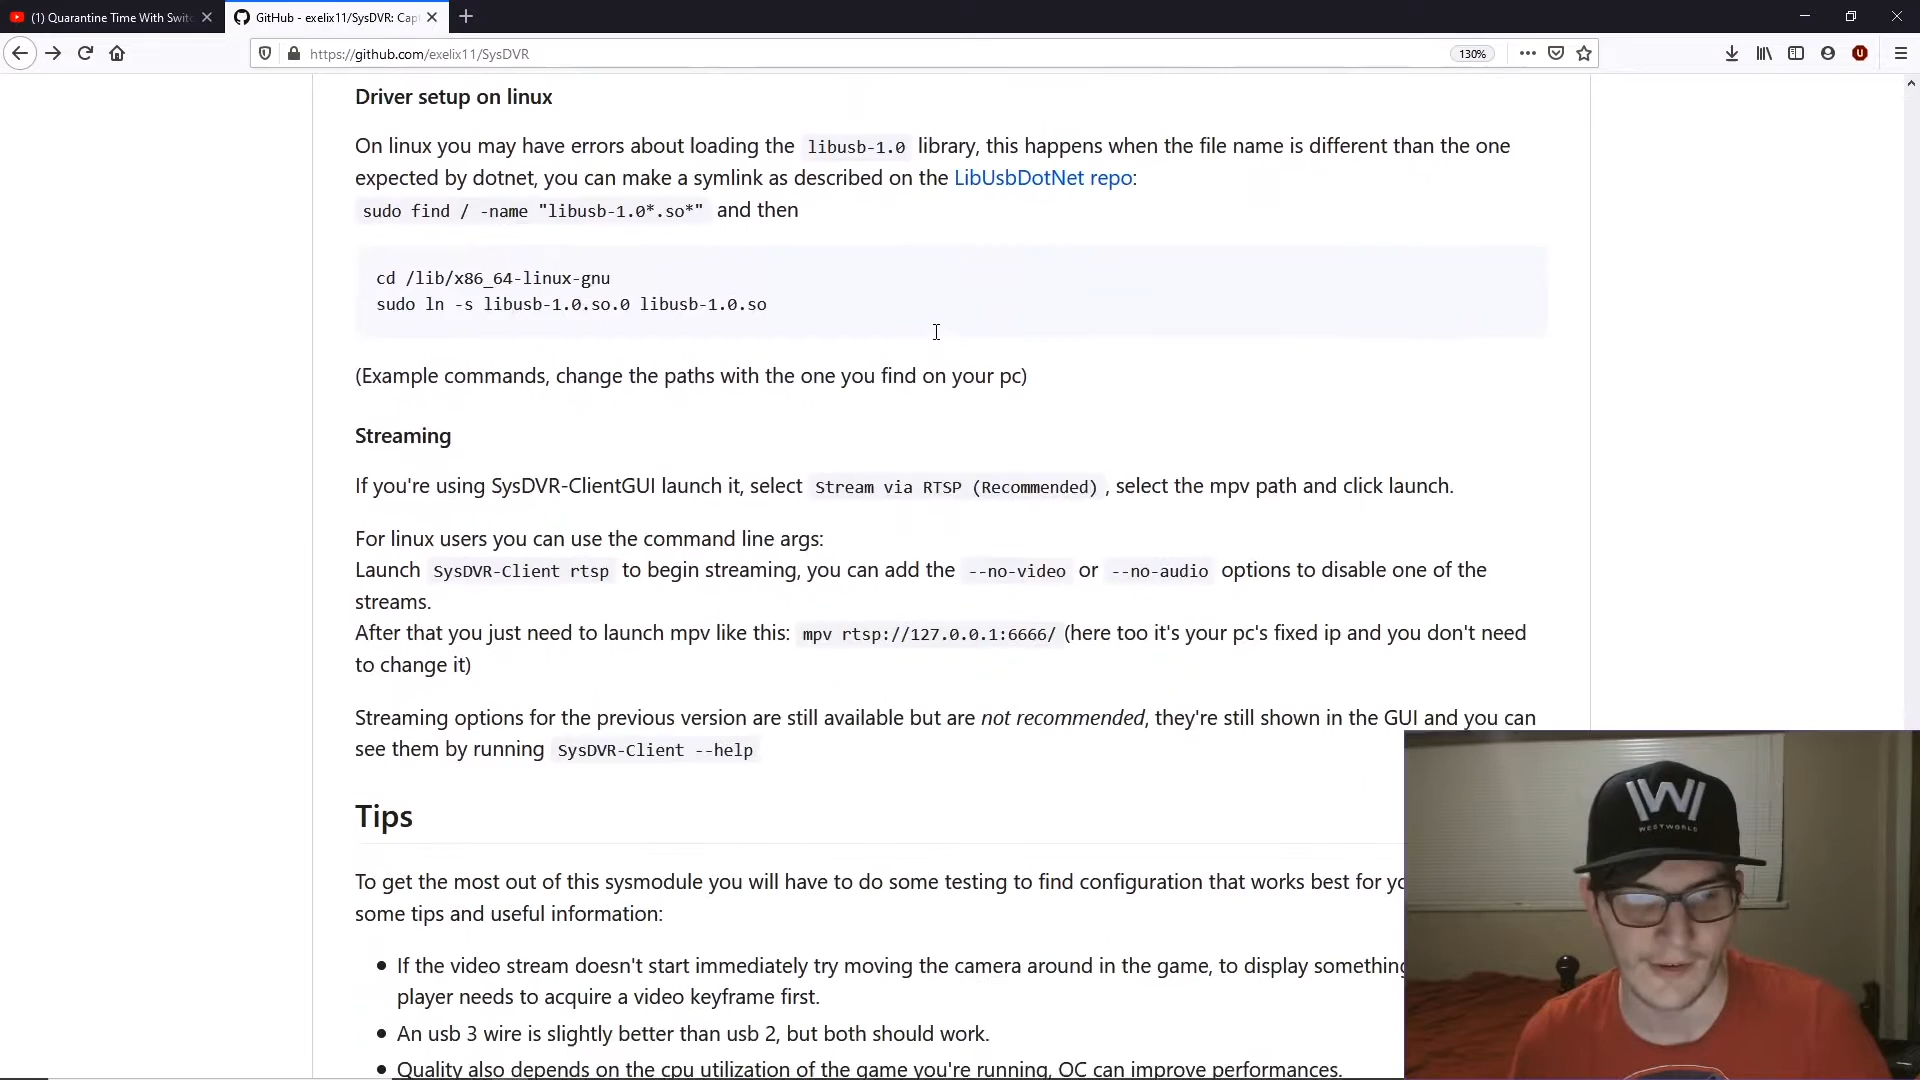 (1) Quarantine Time With Switc
GitHub - exelix11/SysDVR: Cap
https://github.com/exelix11/SysDVR
130%
Driver setup on linux
On linux you may have errors about loading the libusb-1.0 library, this happens when the file name is different than the one
expected by dotnet, you can make a symlink as described on the LibUsbDotNet repo:
sudo find / -name "libusb-1.0*.so*" and then
cd /lib/x86_64-linux-gnu
sudo ln -s libusb-1.0.so.0 libusb-1.0.so
(Example commands, change the paths with the one you find on your pc)
Streaming
If you're using SysDVR-ClientGUI launch it, select Stream via RTSP (Recommended) , select the mpv path and click launch.
For linux users you can use the command line args:
Launch SysDVR-Client rtsp to begin streaming, you can add the --no-video or --no-audio options to disable one of the
streams.
After that you just need to launch mpv like this: mpv rtsp://127.0.0.1:6666/ (here too it's your pc's fixed ip and you don't need
to change it)
Streaming options for the previous version are still available but are not recommended, they're still shown in the GUI and you can
see them by running SysDVR-Client --help
Tips
To get the most out of this sysmodule you will have to do some testing to find configuration that works best for yo
some tips and useful information:
If the video stream doesn't start immediately try moving the camera around in the game, to display something
player needs to acquire a video keyframe first.
An usb 3 wire is slightly better than usb 2, but both should work.
Quality also depends on the cpu utilization of the game you're running, OC can improve performances.
W
WESTWORLD